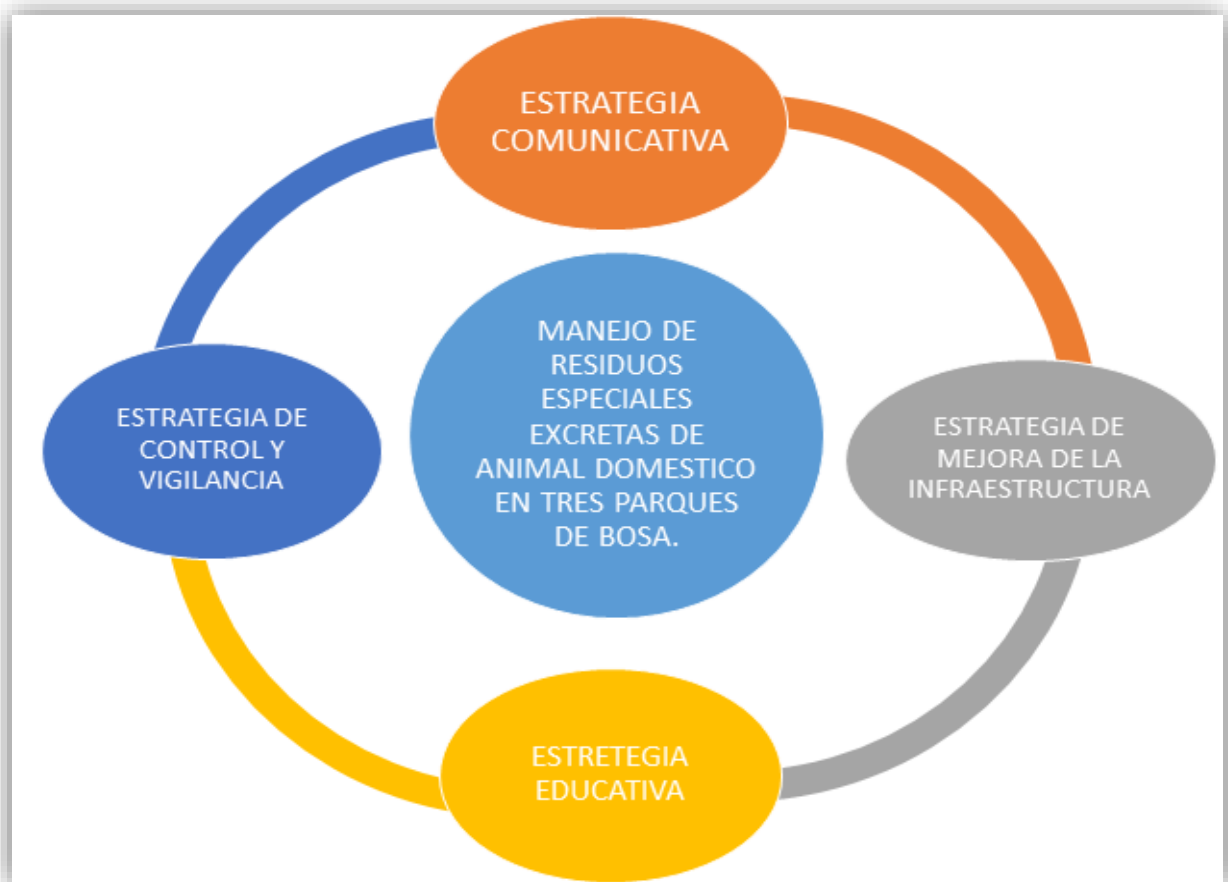 ESTRATEGIA
COMUNICATIVA
MANEJO DE
RESIDUOS
ESPECIALES
EXCRETAS DE
ANIMAL DOMESTICO
EN TRES PARQUES
DE BOSA.
ESTRATEGIA DE
CONTROL Y
VIGILANCIA
ESTRATEGIA DE
MEJORA DE LA
INFRAESTRUCTURA
ESTRETEGIA
EDUCATIVA